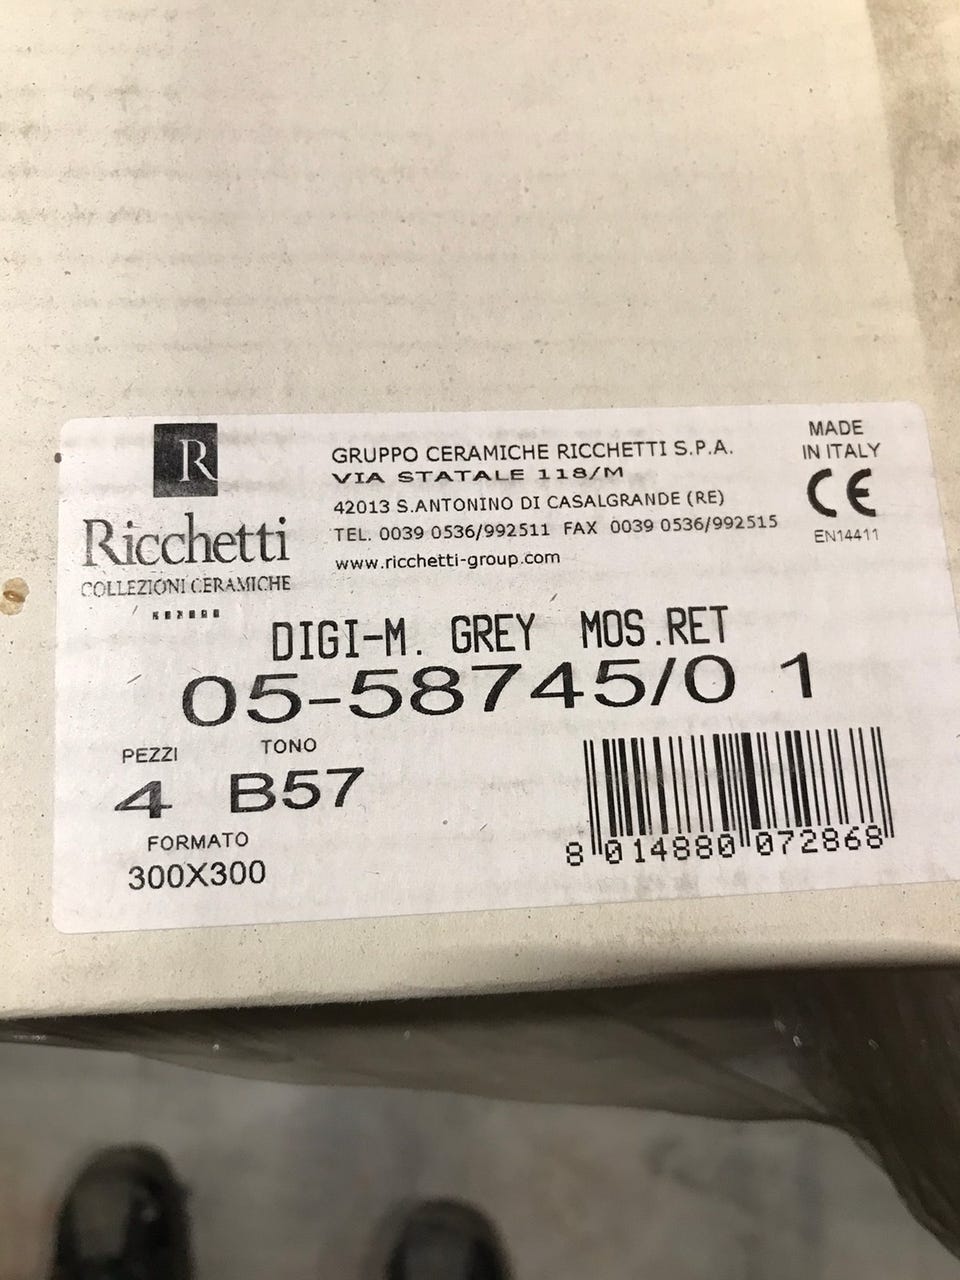 R
Ricchetti
COLLEZIONI CERAMICHE
GRUPPO CERAMICHE RICCHETTI S.P.A.
VIA STATALE 118/M
42013 S.ANTONINO DI CASALGRANDE (RE)
TEL. 0039 0536/992511 FAX 0039 0536/992515
www.ricchetti-group.com
MADE
IN ITALY
CE
EN14411
DIGI-M. GREY MOS.RET
05-58745/0 1
PEZZI TONO
4 B57
FORMATO
300X300
8 014880 072868